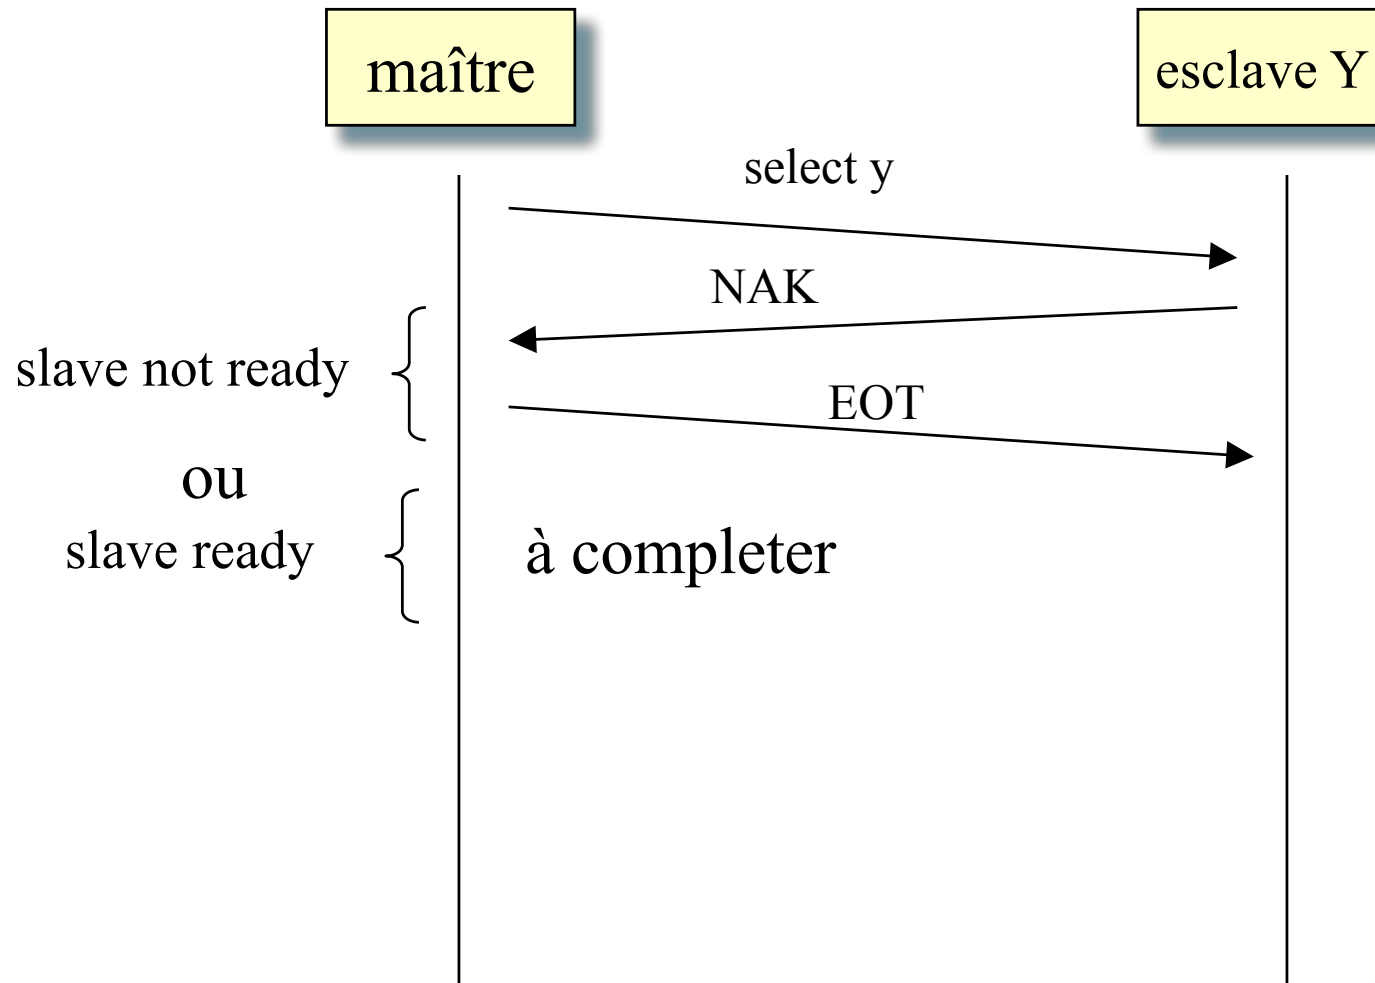 maître
esclave Y
select y
NAK
slave not ready
EOT
ou
slave ready
à completer